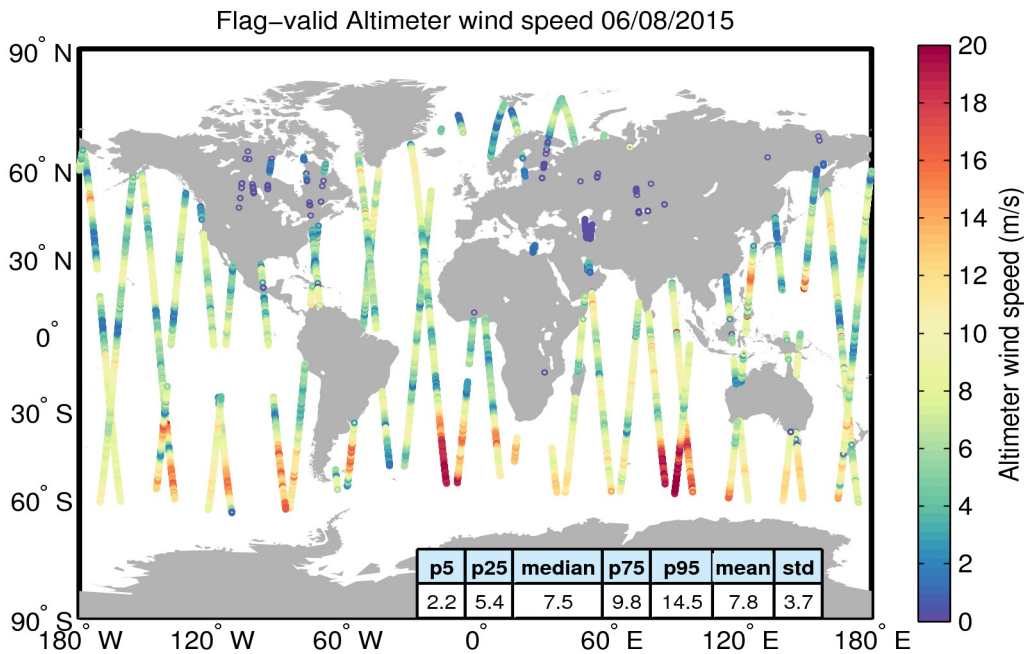 Flag−valid Altimeter wind speed 06/08/2015
90° N
60° N
30° N
0°
30° S
60° S
90° S
180° W
120° W
60° W
0°
60° E
120° E
180° E
p5 p25 median p75 p95 mean std
2.2 5.4 7.5 9.8 14.5 7.8 3.7
20
18
16
14
12
10
8
6
4
2
0
Altimeter wind speed (m/s)